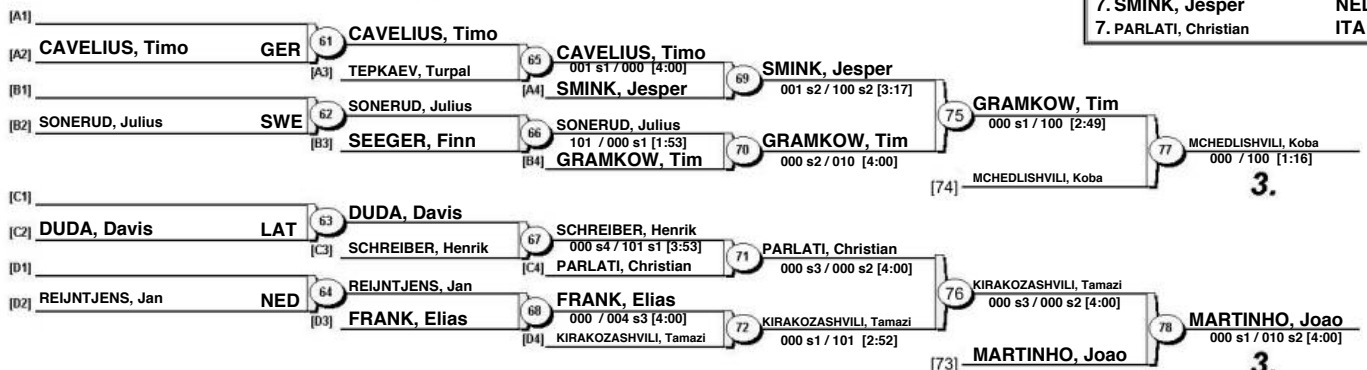 7. SMINK, Jesper NED
7. PARLATI, Christian ITA
[A1]
[A2] CAVELIUS, Timo GER
61 CAVELIUS, Timo
[A3] TEPKAEV, Turpal
65 CAVELIUS, Timo
001 s1 / 000 [4:00]
[A4] SMINK, Jesper
69 SMINK, Jesper
001 s2 / 100 s2 [3:17]
[B1]
[B2] SONERUD, Julius SWE
62 SONERUD, Julius
[B3] SEEGER, Finn
66 SONERUD, Julius
101 / 000 s1 [1:53]
[B4] GRAMKOW, Tim
70 GRAMKOW, Tim
000 s2 / 010 [4:00]
75 GRAMKOW, Tim
000 s1 / 100 [2:49]
[74] MCHEDLISHVILI, Koba
77 MCHEDLISHVILI, Koba
000 / 100 [1:16]
3.
[C1]
[C2] DUDA, Davis LAT
63 DUDA, Davis
[C3] SCHREIBER, Henrik
67 SCHREIBER, Henrik
000 s4 / 101 s1 [3:53]
[C4] PARLATI, Christian
71 PARLATI, Christian
000 s3 / 000 s2 [4:00]
[D1]
[D2] REIJNTJENS, Jan NED
64 REIJNTJENS, Jan
[D3] FRANK, Elias
68 FRANK, Elias
000 / 004 s3 [4:00]
[D4] KIRAKOZASHVILI, Tamazi
72 KIRAKOZASHVILI, Tamazi
000 s1 / 101 [2:52]
76 KIRAKOZASHVILI, Tamazi
000 s3 / 000 s2 [4:00]
[73] MARTINHO, Joao
78 MARTINHO, Joao
000 s1 / 010 s2 [4:00]
3.